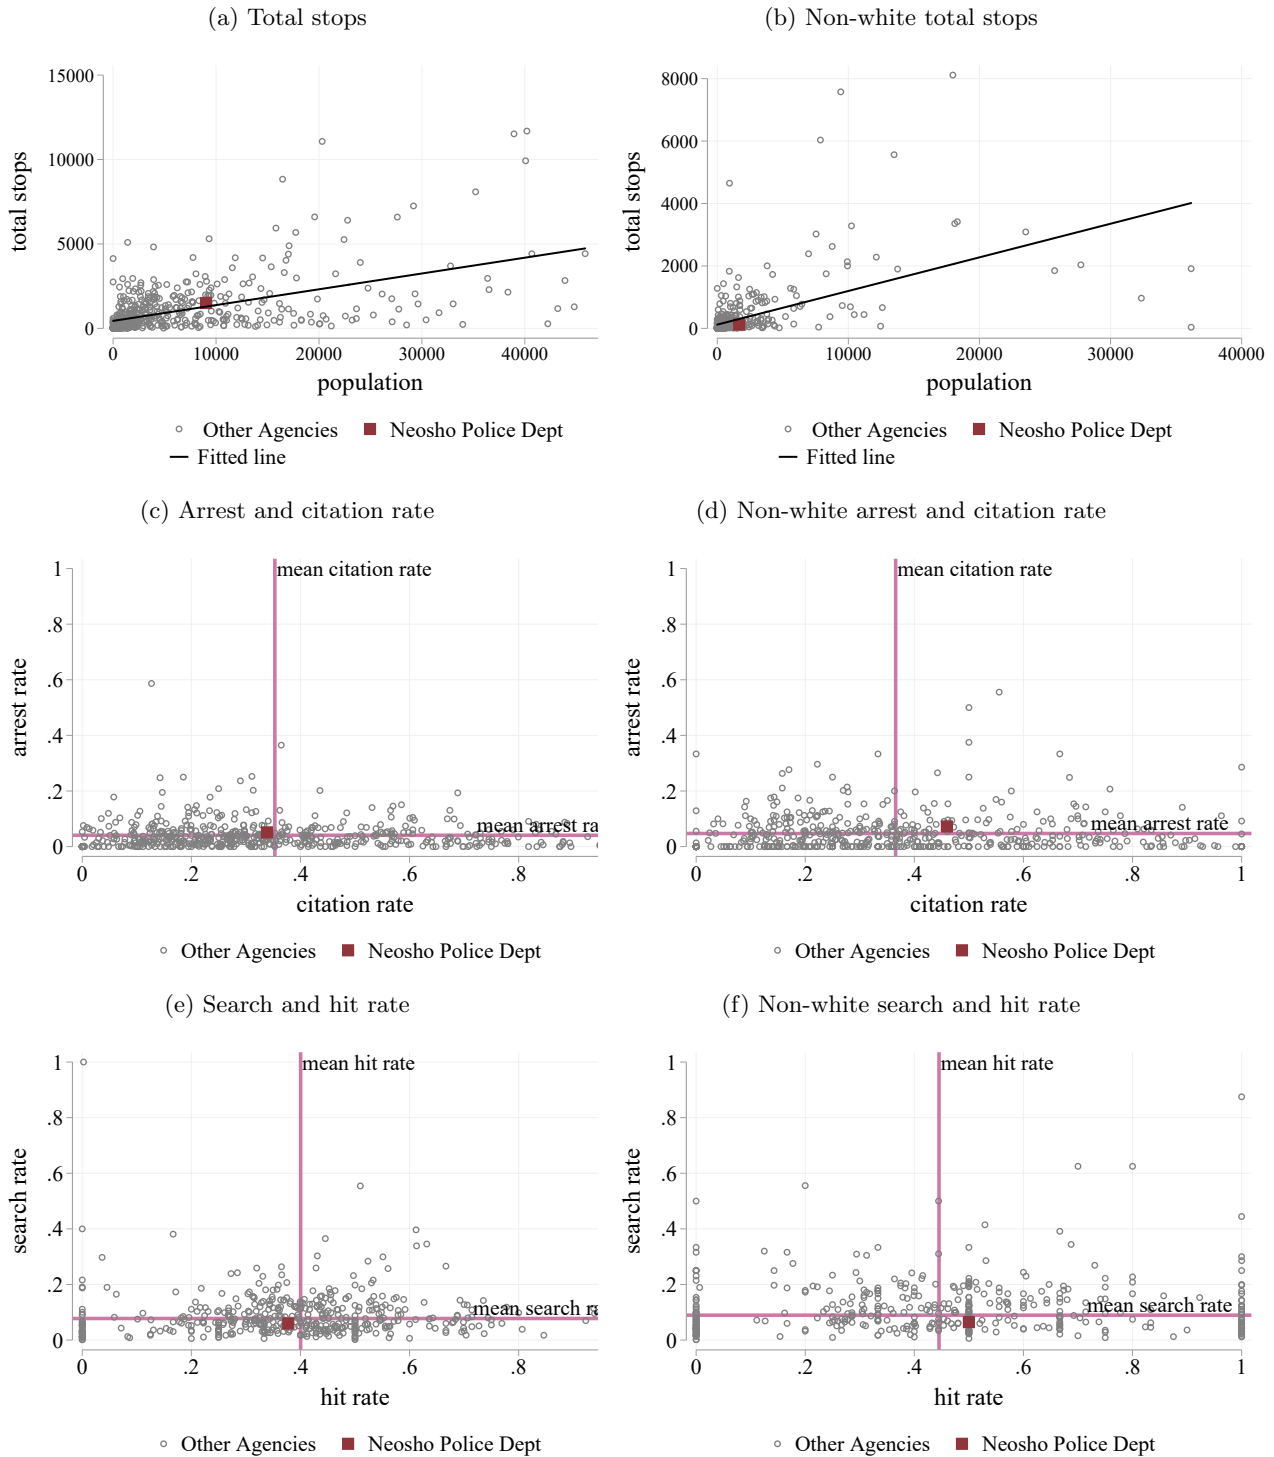 (a) Total stops
(b) Non-white total stops
total stops
15000
10000
5000
0
0 10000 20000 30000 40000
population
Other Agencies Neosho Police Dept
Fitted line
total stops
8000
6000
4000
2000
0
0 10000 20000 30000 40000
population
Other Agencies Neosho Police Dept
Fitted line
(c) Arrest and citation rate
(d) Non-white arrest and citation rate
arrest rate
1
.8
.6
.4
.2
0
mean citation rate
mean arrest ra
0 .2 .4 .6 .8
citation rate
Other Agencies Neosho Police Dept
arrest rate
1
.8
.6
.4
.2
0
mean citation rate
mean arrest rate
0 .2 .4 .6 .8 1
citation rate
Other Agencies Neosho Police Dept
(e) Search and hit rate
(f) Non-white search and hit rate
search rate
1
.8
.6
.4
.2
0
mean hit rate
mean search ra
0 .2 .4 .6 .8
hit rate
Other Agencies Neosho Police Dept
search rate
1
.8
.6
.4
.2
0
mean hit rate
mean search rate
0 .2 .4 .6 .8 1
hit rate
Other Agencies Neosho Police Dept